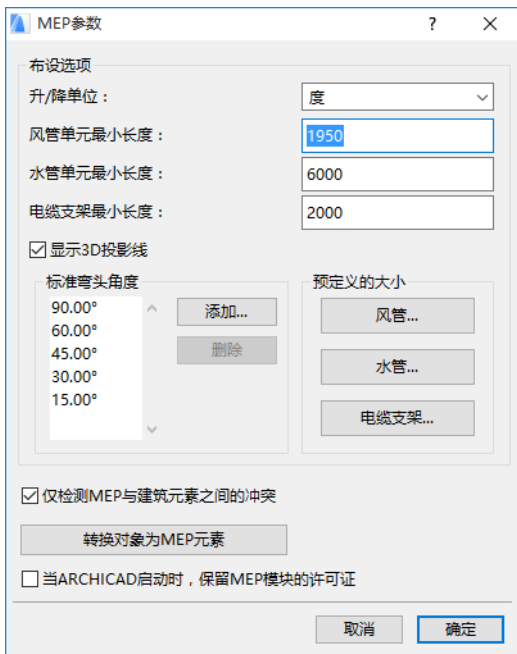 MEP参数
布设选项
升/降单位：
度
风管单元最小长度：
1950
水管单元最小长度：
6000
电缆支架最小长度：
2000
显示3D投影线
标准弯头角度
90.00°
60.00°
45.00°
30.00°
15.00°
添加...
删除
预定义的大小
风管...
水管...
电缆支架...
仅检测MEP与建筑元素之间的冲突
转换对象为MEP元素
当ARCHICAD启动时，保留MEP模块的许可证
取消
确定